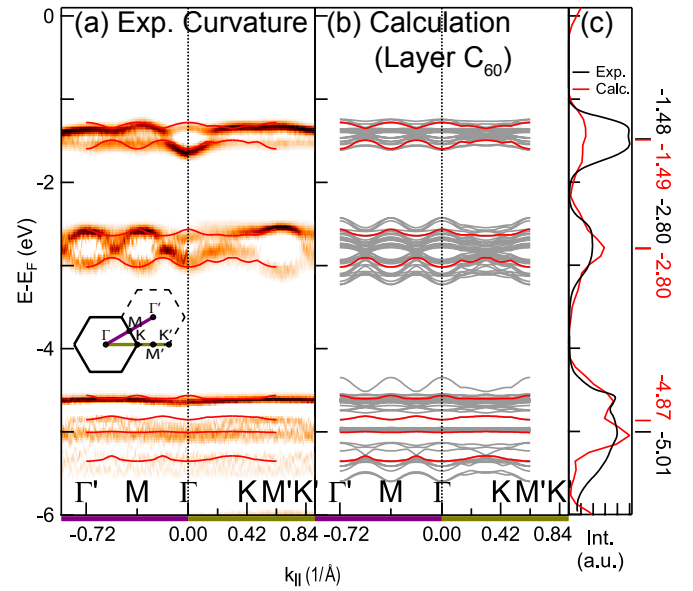 (a) Exp. Curvature
(b) Calculation
(Layer C60)
(c)
Exp.
Calc.
0
-2
-4
-6
E-EF (eV)
Γ
M
Γ'
K
M'
K'
Γ' M Γ K M' K'
Γ' M Γ K M' K
-0.72 0.00 0.42 0.84
-0.72 0.00 0.42 0.84
k|| (1/Å)
Int.
(a.u.)
-1.48
-1.49
-2.80
-2.80
-4.87
-5.01